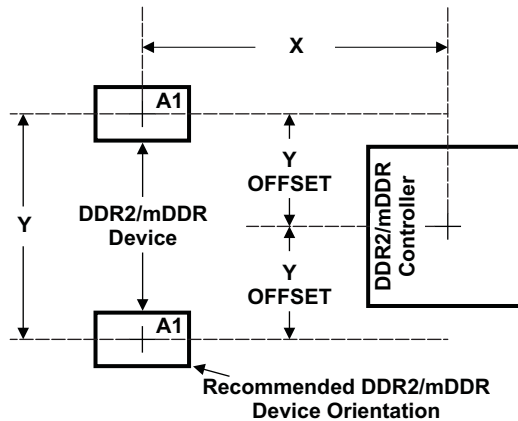 X
A1
Y
OFFSET
DDR2/mDDR
Controller
Y
DDR2/mDDR
Device
Y
OFFSET
A1
Recommended DDR2/mDDR
Device Orientation